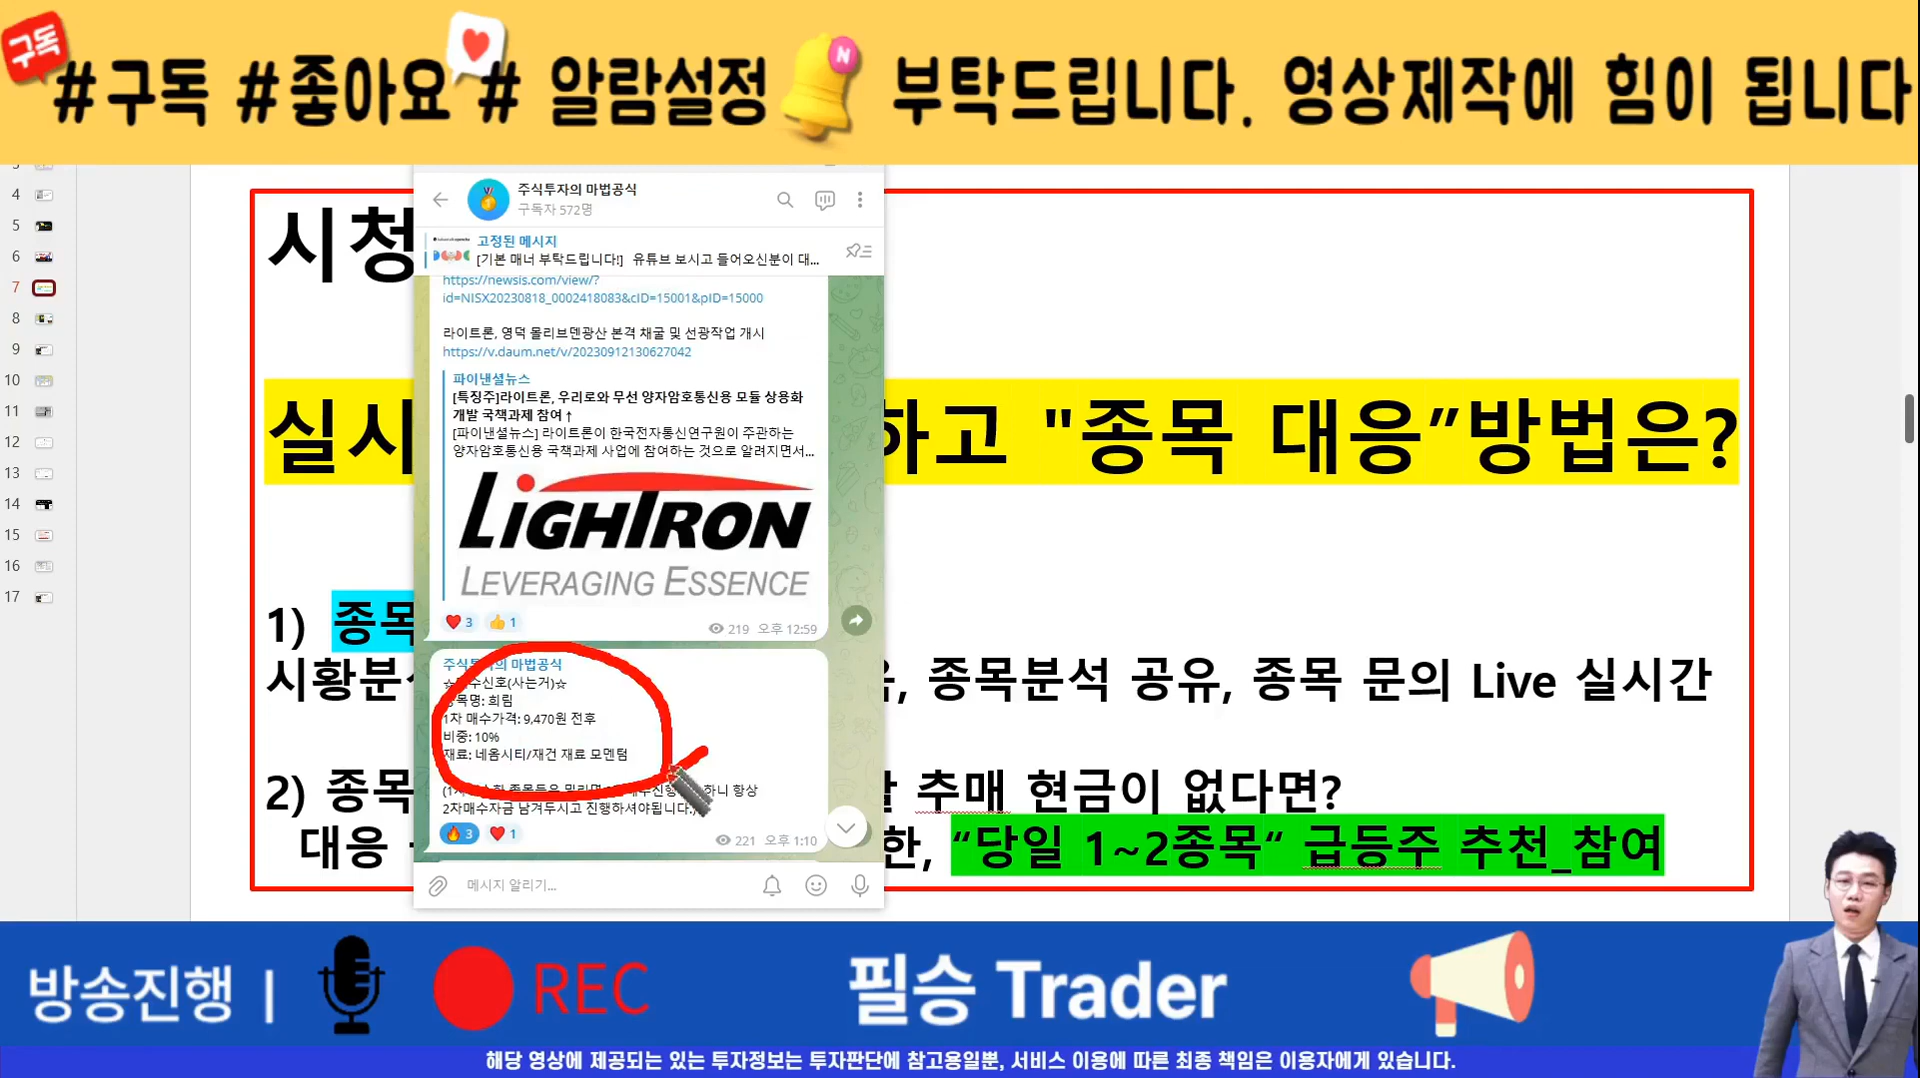 구독
#구독 #좋아요 # 알람설정 N 부탁드립니다. 영상제작에 힘이 됩니다
4
5
6
7
8
9
10
11
12
13
14
15
16
17
시청
실시
하고 "종목 대응”방법은?
1) 종목
시황분
, 종목분석 공유, 종목 문의 Live 실시간
2) 종목
추매 현금이 없다면?
대응
한, “당일 1~2종목“ 급등주 추천_참여
주식투자의 마법공식
구독자 572명
고정된 메시지
[기본 매너 부탁드립니다!] 유튜브 보시고 들어오신분이 대...
https://newsis.com/view/?
id=NISX20230818_0002418083&cID=15001&pID=15000
라이트론, 영덕 몰리브덴광산 본격 채굴 및 선광작업 개시
https://v.daum.net/v/20230912130627042
파이낸셜뉴스
[특징주]라이트론, 우리로와 무선 양자암호통신용 모듈 상용화
개발 국책과제 참여↑
[파이낸셜뉴스] 라이트론이 한국전자통신연구원이 주관하는
양자암호통신용 국책과제 사업에 참여하는 것으로 알려지면서...
LIGHTRON
LEVERAGING ESSENCE
3 1
219 오후 12:59
주식투자의 마법공식
☆매수신호(사는거)☆
종목명: 희림
1차 매수가격: 9,470원 전후
비중: 10%
재료: 네옴시티/재건 재료 모멘텀
하니 항상
2차매수자금 남겨두시고 진행하셔야됩니다.)
3 1
221 오후 1:10
메시지 알리기...
방송진행 | REC 필승 Trader
해당 영상에 제공되는 있는 투자정보는 투자판단에 참고용일뿐, 서비스 이용에 따른 최종 책임은 이용자에게 있습니다.